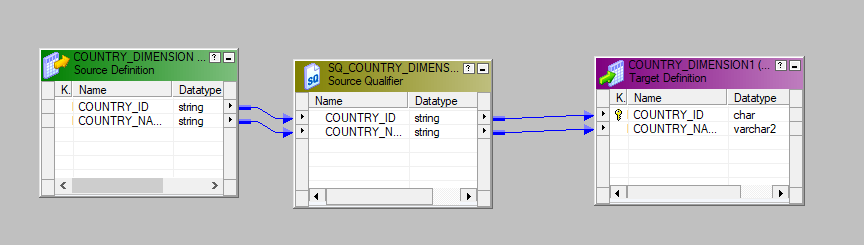 COUNTRY_DIMENSION ...
Source Definition
K. Name Datatype
COUNTRY_ID string
COUNTRY_NA... string
SQ_COUNTRY_DIMENS...
Source Qualifier
Name Datatype
COUNTRY_ID string
COUNTRY_N... string
COUNTRY_DIMENSION1 (...
Target Definition
K. Name Datatype
COUNTRY_ID char
COUNTRY_NA... varchar2